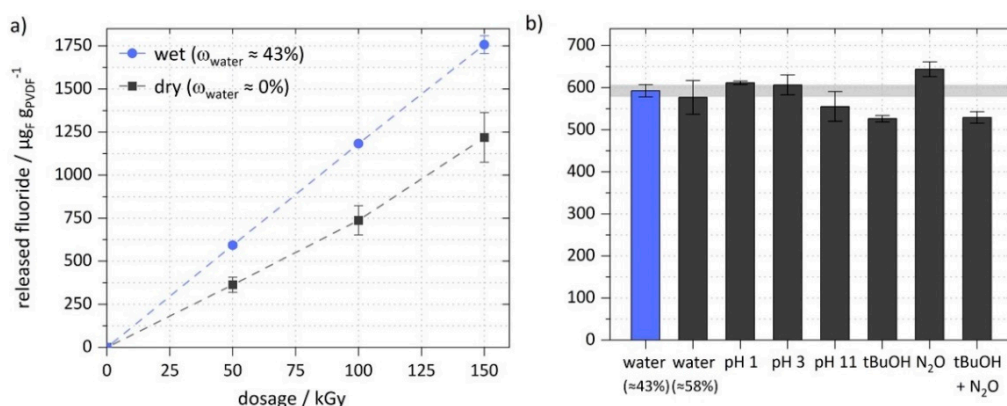 a)
released fluoride / μg_F g_PVDF^-1
1750
1500
1250
1000
750
500
250
0
wet (ω_water ≈ 43%)
dry (ω_water ≈ 0%)
0 25 50 75 100 125 150
dosage / kGy
b)
700
600
500
400
300
200
100
0
water (≈43%)
water (≈58%)
pH 1
pH 3
pH 11
tBuOH
N₂O
tBuOH + N₂O